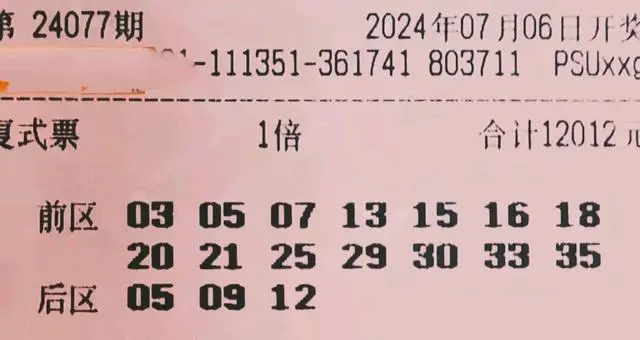 第 24077期 2024年07月06日开奖
-111351-361741 803711 PSUxxg
复式票 1倍 合计12012元
前区 03 05 07 13 15 16 18
20 21 25 29 30 33 35
后区 05 09 12